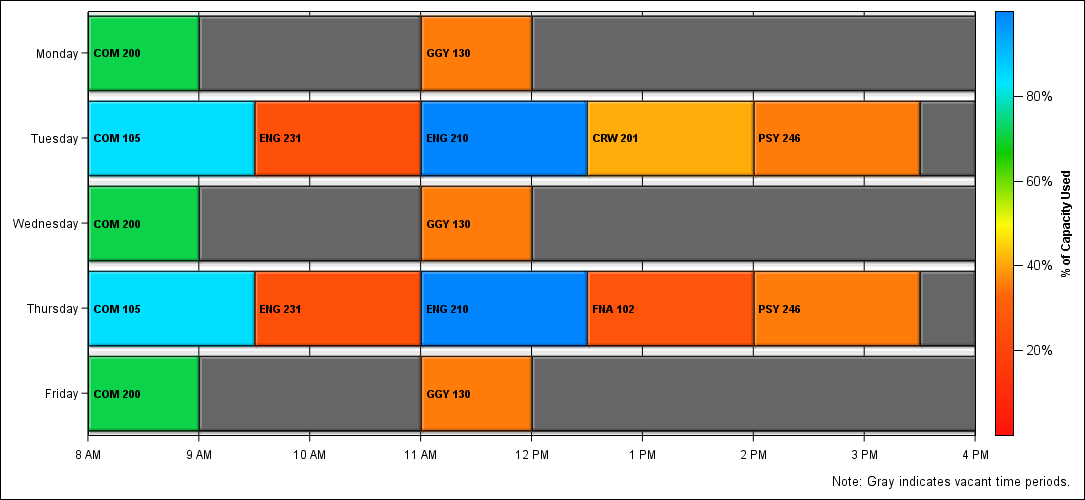 Monday COM 200 GGY 130
Tuesday COM 105 ENG 231 ENG 210 CRW 201 PSY 246
Wednesday COM 200 GGY 130
Thursday COM 105 ENG 231 ENG 210 FNA 102 PSY 246
Friday COM 200 GGY 130
8 AM 9 AM 10 AM 11 AM 12 PM 1 PM 2 PM 3 PM 4 PM
80%
60%
40%
20%
% of Capacity Used
Note: Gray indicates vacant time periods.